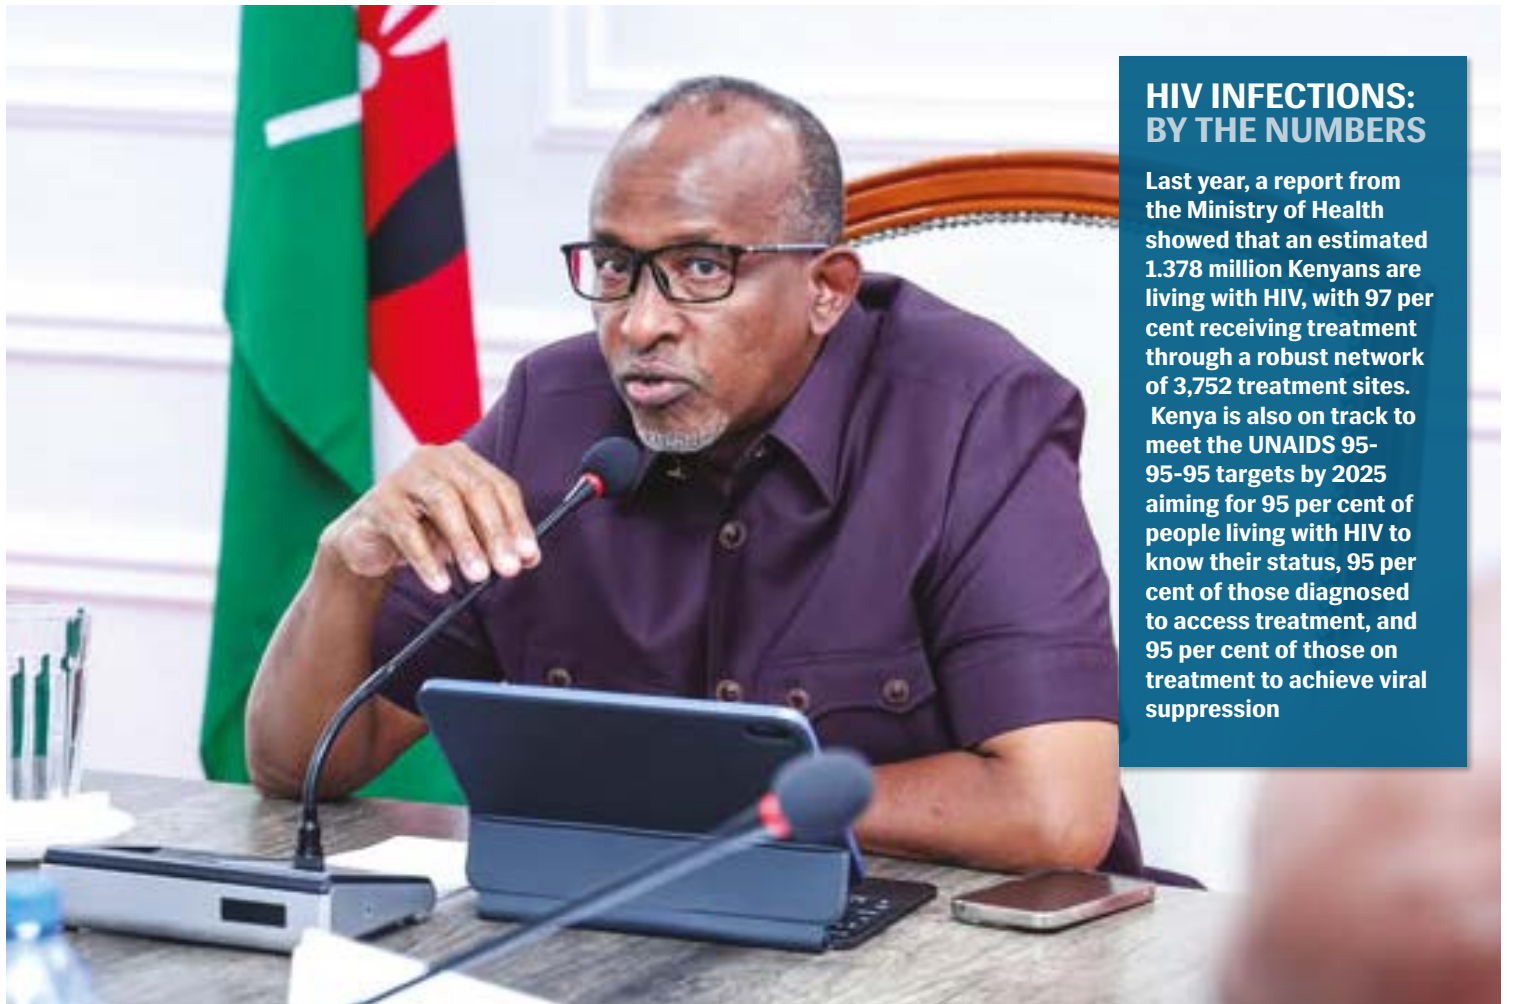 HIV INFECTIONS:
BY THE NUMBERS
Last year, a report from
the Ministry of Health
showed that an estimated
1.378 million Kenyans are
living with HIV, with 97 per
cent receiving treatment
through a robust network
of 3,752 treatment sites.
Kenya is also on track to
meet the UNAIDS 95-
95-95 targets by 2025
aiming for 95 per cent of
people living with HIV to
know their status, 95 per
cent of those diagnosed
to access treatment, and
95 per cent of those on
treatment to achieve viral
suppression